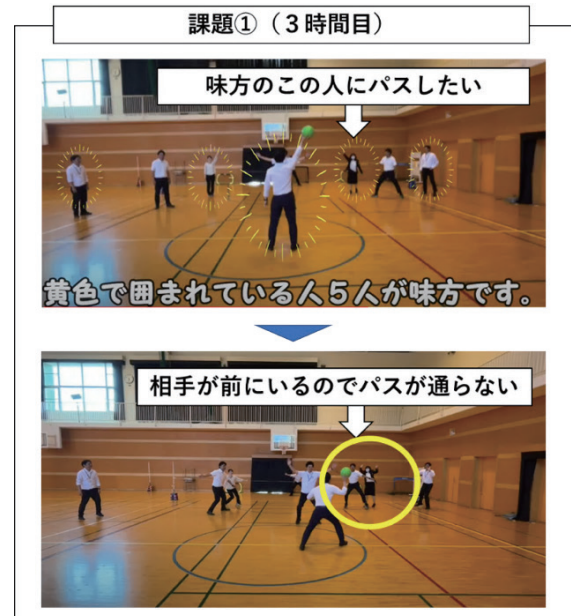 課題①（３時間目）
味方のこの人にパスしたい
黄色で囲まれている人５人が味方です。
相手が前にいるのでパスが通らない